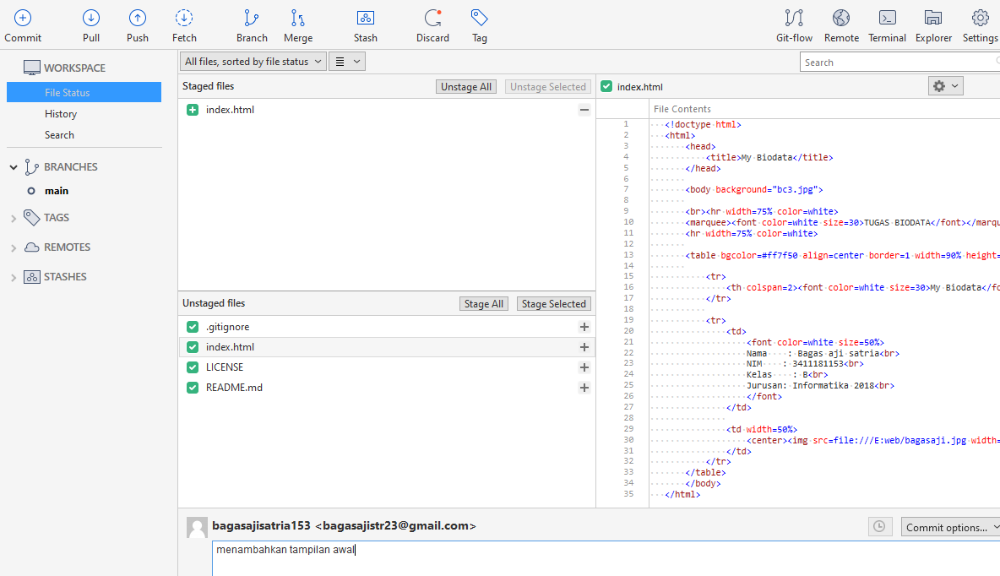 Commit Pull Push Fetch Branch Merge Stash Discard Tag Git-flow Remote Terminal Explorer Settings
WORKSPACE
File Status
History
Search
BRANCHES
main
TAGS
REMOTES
STASHES
All files, sorted by file status
Search
Staged files Unstage All Unstage Selected
index.html
Unstaged files Stage All Stage Selected
.gitignore
index.html
LICENSE
README.md
index.html
File Contents
1 <!doctype html>
2 <html>
3 <head>
4 <title>My Biodata</title>
5 </head>
6
7 <body background="bc3.jpg">
8
9 <br><hr width=75% color=white>
10 <marquee><font color=white size=30>TUGAS BIODATA</font></marqu
11 <hr width=75% color=white>
12
13 <table bgcolor=#ff7f50 align=center border=1 width=90% height=
14
15 <tr>
16 <th colspan=2><font color=white size=30>My Biodata</fo
17 </tr>
18
19 <tr>
20 <td>
21 <font color=white size=50%>
22 Nama : Bagas aji satria<br>
23 NIM : 3411181153<br>
24 Kelas : B<br>
25 Jurusan: Informatika 2018<br>
26 </font>
27 </td>
28
29 <td width=50%>
30 <center><img src=file:///E:web/bagasaji.jpg width=
31 </td>
32 </tr>
33 </table>
34 </body>
35 </html>
bagasajisatria153 <bagasajistr23@gmail.com>
Commit options...
menambahkan tampilan awal